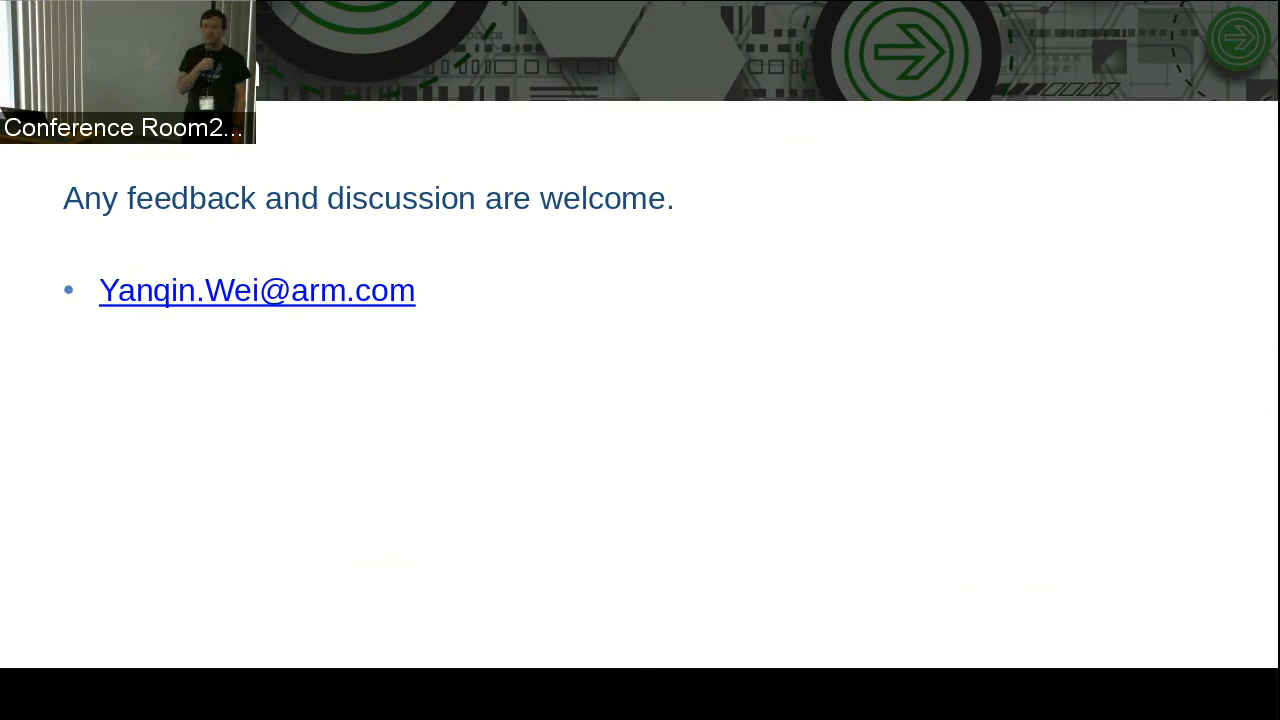 Conference Room2...
Any feedback and discussion are welcome.
• Yanqin.Wei@arm.com